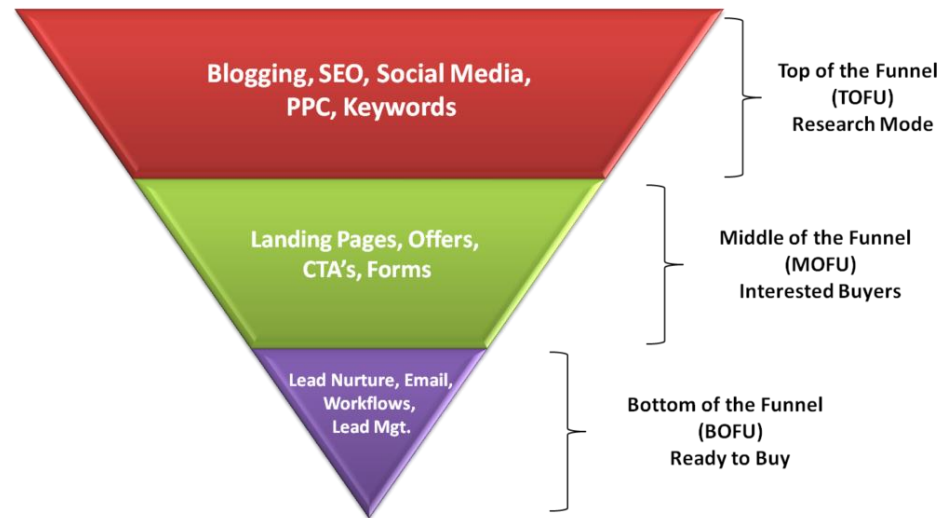 Blogging, SEO, Social Media,
PPC, Keywords
Top of the Funnel
(TOFU)
Research Mode
Landing Pages, Offers,
CTA's, Forms
Middle of the Funnel
(MOFU)
Interested Buyers
Lead Nurture, Email,
Workflows,
Lead Mgt.
Bottom of the Funnel
(BOFU)
Ready to Buy